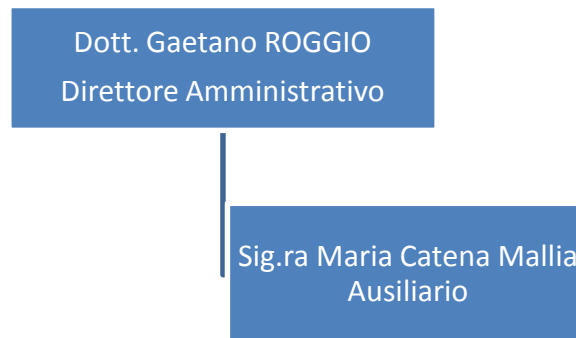 Dott. Gaetano ROGGIO
Direttore Amministrativo
Sig.ra Maria Catena Mallia
Ausiliario